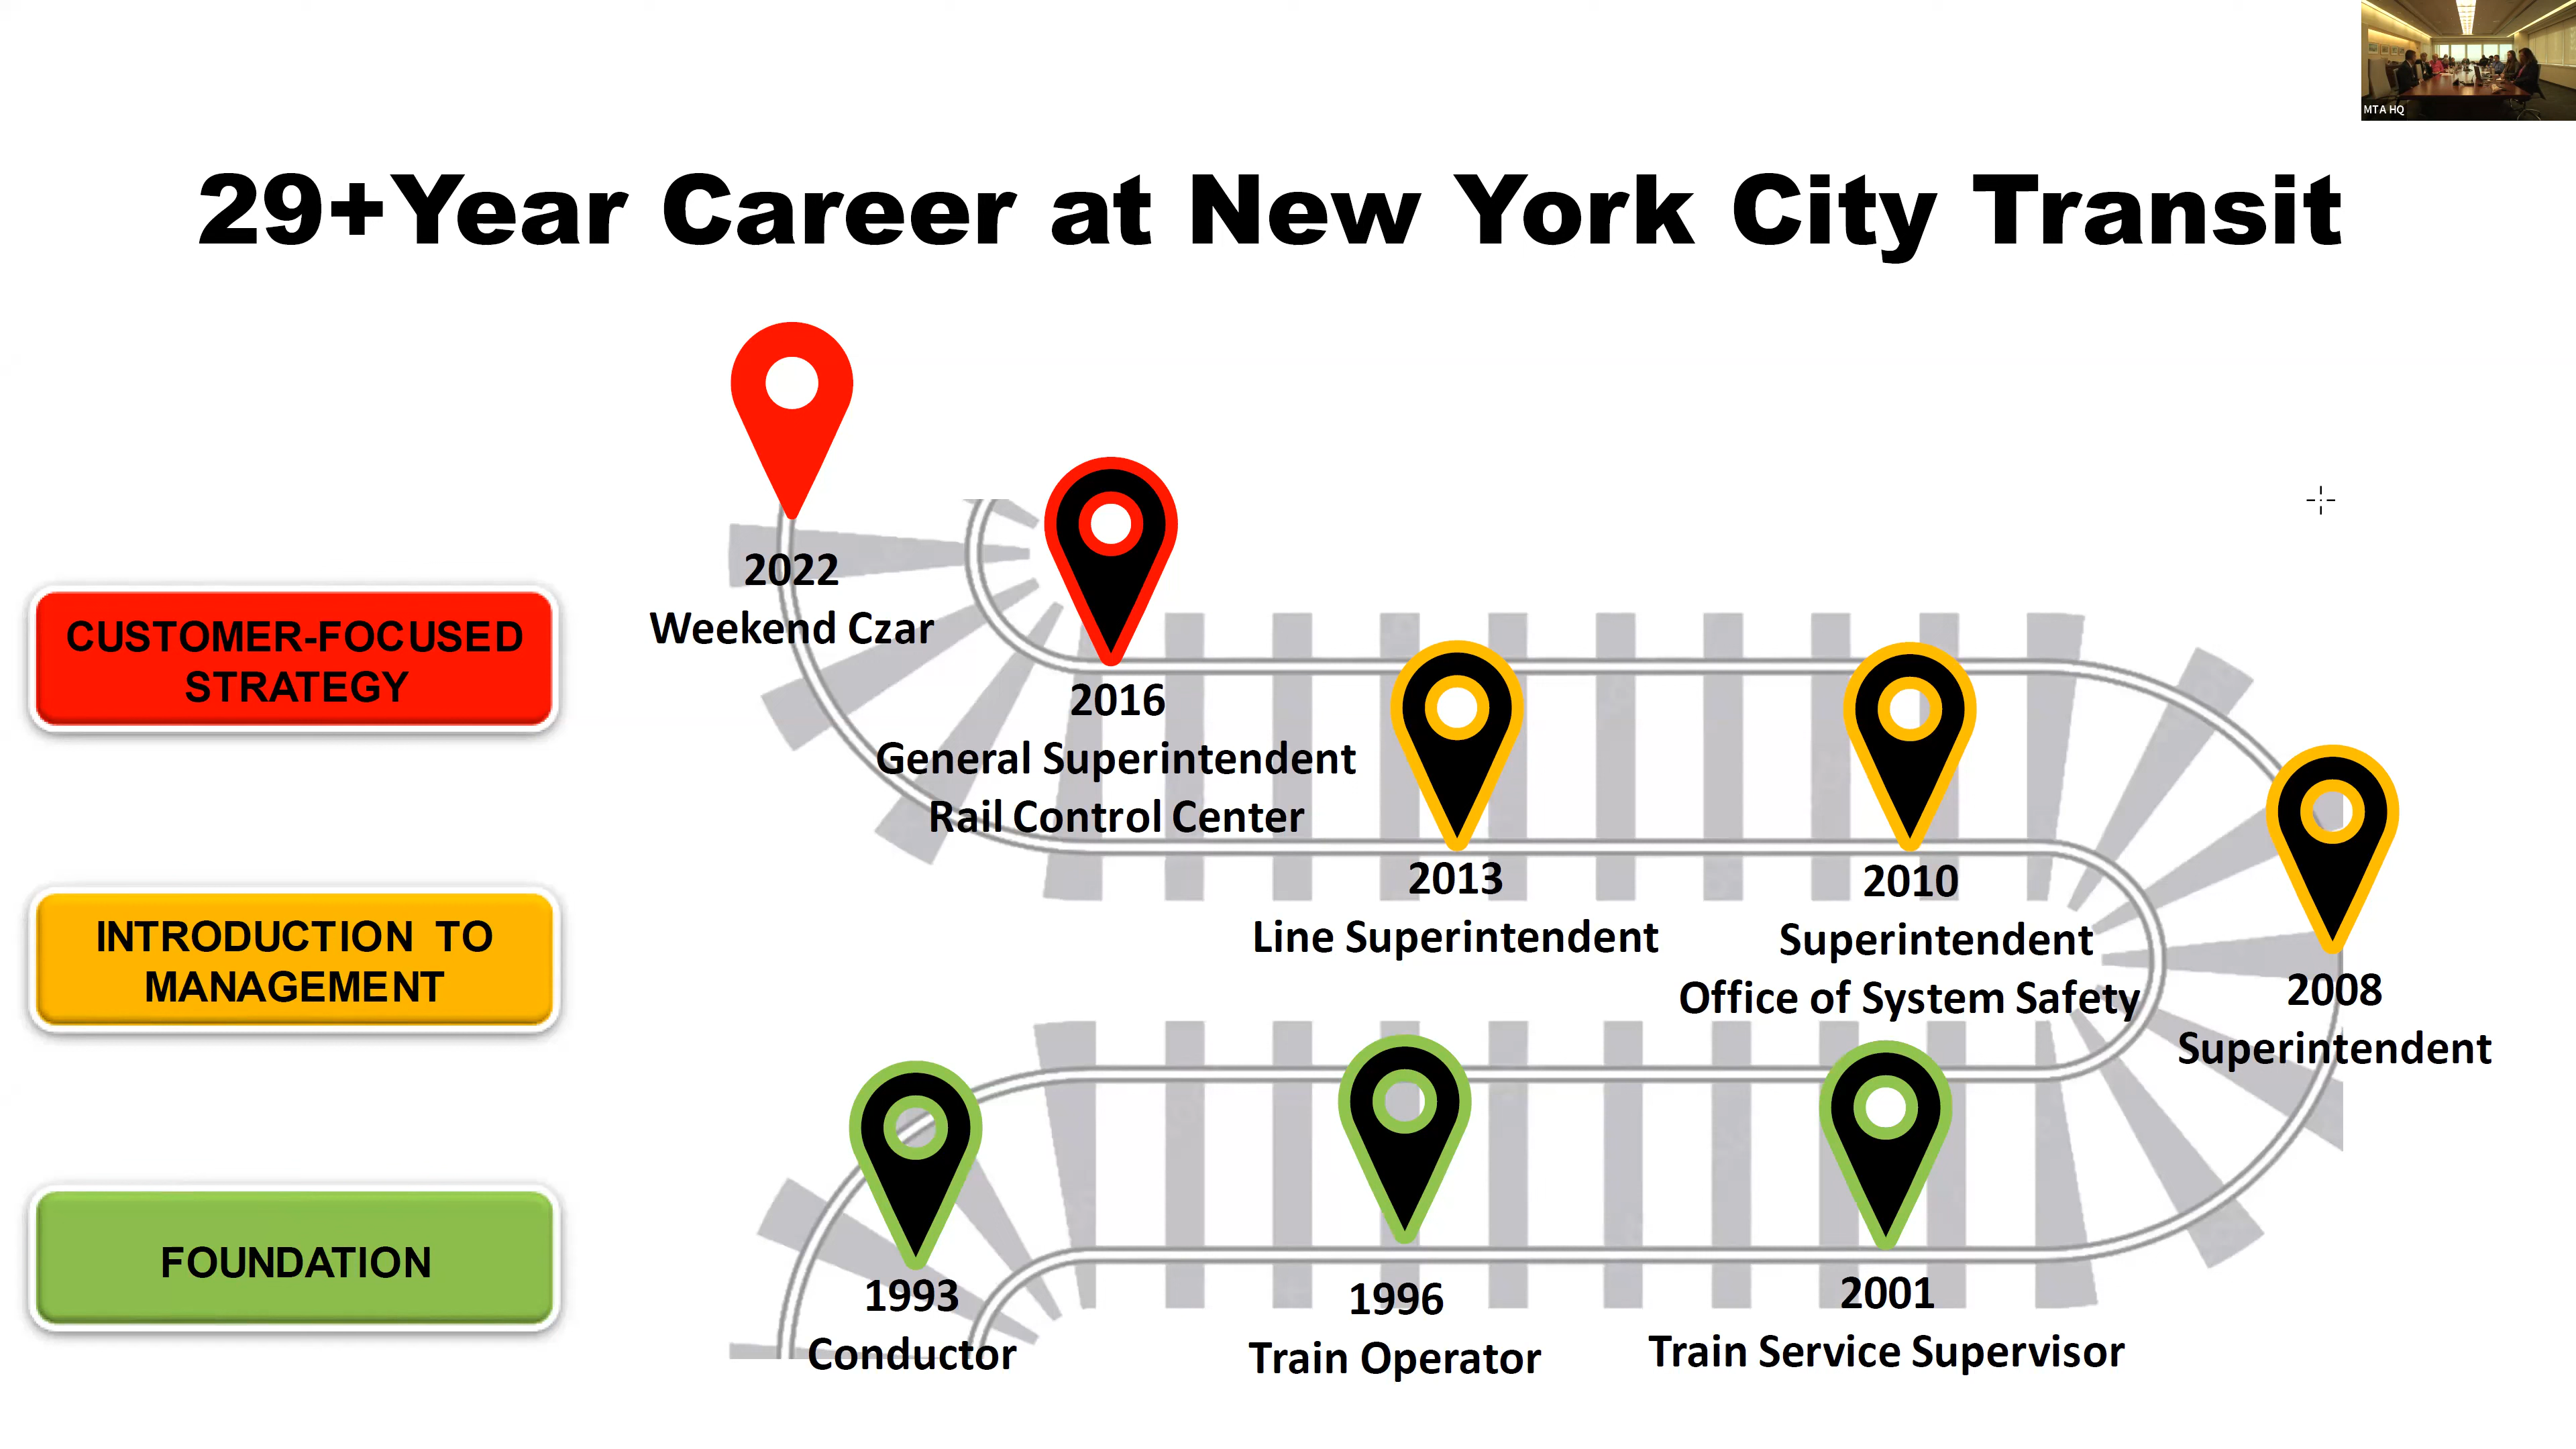 MTA HQ
29+Year Career at New York City Transit
2022
Weekend Czar
2016
General Superintendent
Rail Control Center
2013
Line Superintendent
2010
Superintendent
Office of System Safety
2008
Superintendent
CUSTOMER-FOCUSED
STRATEGY
INTRODUCTION TO
MANAGEMENT
FOUNDATION
1993
Conductor
1996
Train Operator
2001
Train Service Supervisor